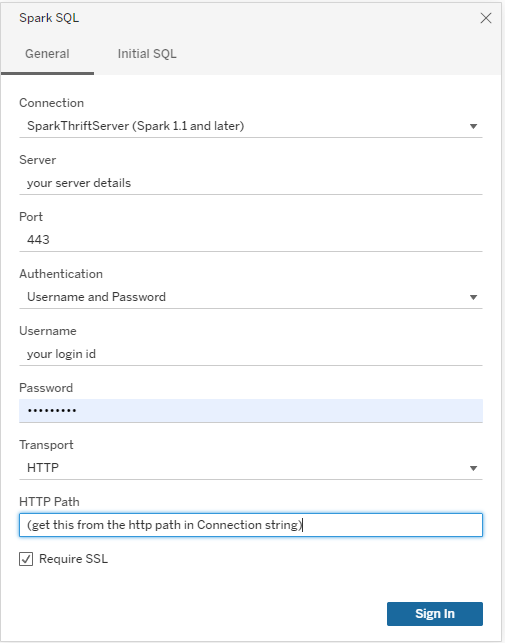 Spark SQL
General
Initial SQL
Connection
SparkThriftServer (Spark 1.1 and later)
Server
your server details
Port
443
Authentication
Username and Password
Username
your login id
Password
•••••••••
Transport
HTTP
HTTP Path
(get this from the http path in Connection string)
Require SSL
Sign In